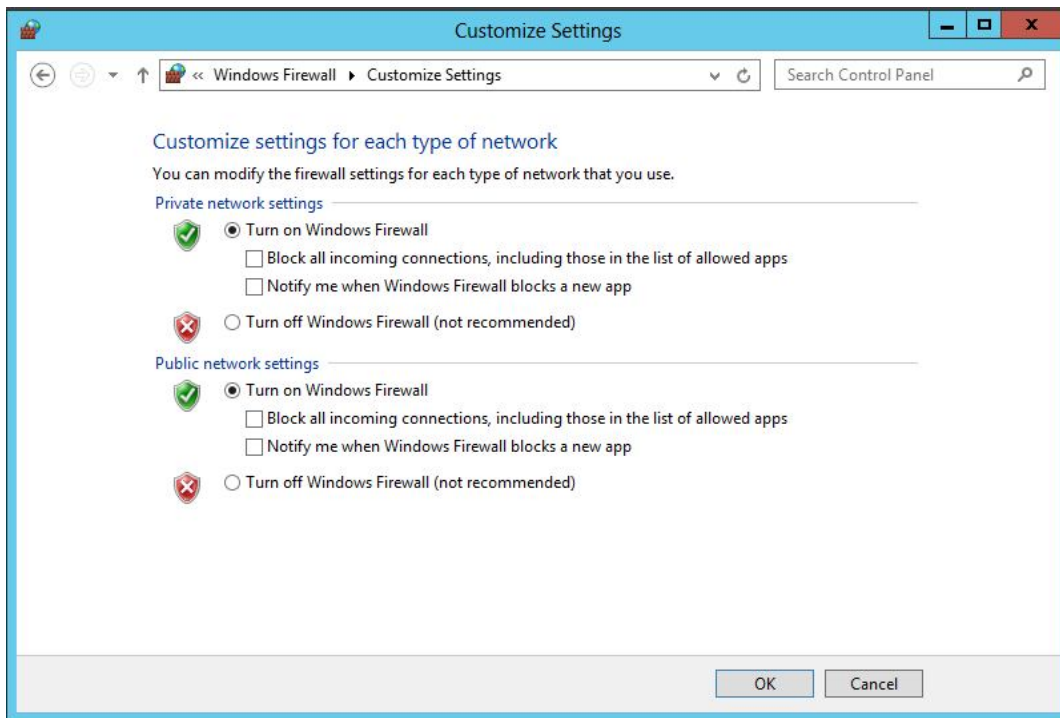 Customize Settings
« Windows Firewall ▸ Customize Settings
Search Control Panel
Customize settings for each type of network
You can modify the firewall settings for each type of network that you use.
Private network settings
Turn on Windows Firewall
Block all incoming connections, including those in the list of allowed apps
Notify me when Windows Firewall blocks a new app
Turn off Windows Firewall (not recommended)
Public network settings
Turn on Windows Firewall
Block all incoming connections, including those in the list of allowed apps
Notify me when Windows Firewall blocks a new app
Turn off Windows Firewall (not recommended)
OK
Cancel